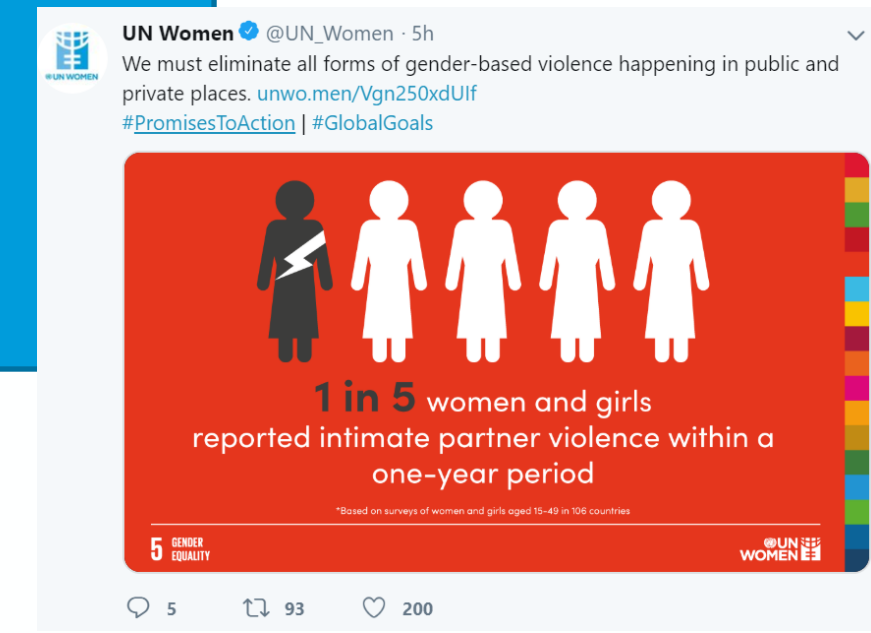 UN Women @UN_Women · 5h
We must eliminate all forms of gender-based violence happening in public and
private places. unwo.men/Vgn250xdUIf
#PromisesToAction | #GlobalGoals
UN WOMEN
1 in 5 women and girls
reported intimate partner violence within a
one-year period
*Based on surveys of women and girls aged 15-49 in 106 countries
5 GENDER
EQUALITY
UN
WOMEN
5 93 200